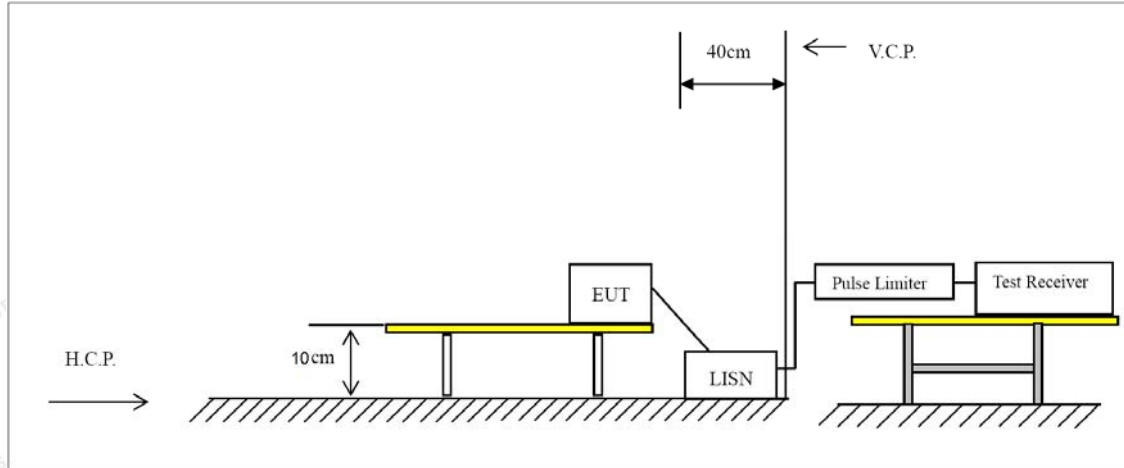 40cm
V.C.P.
EUT
Pulse Limiter
Test Receiver
10cm
H.C.P.
LISN